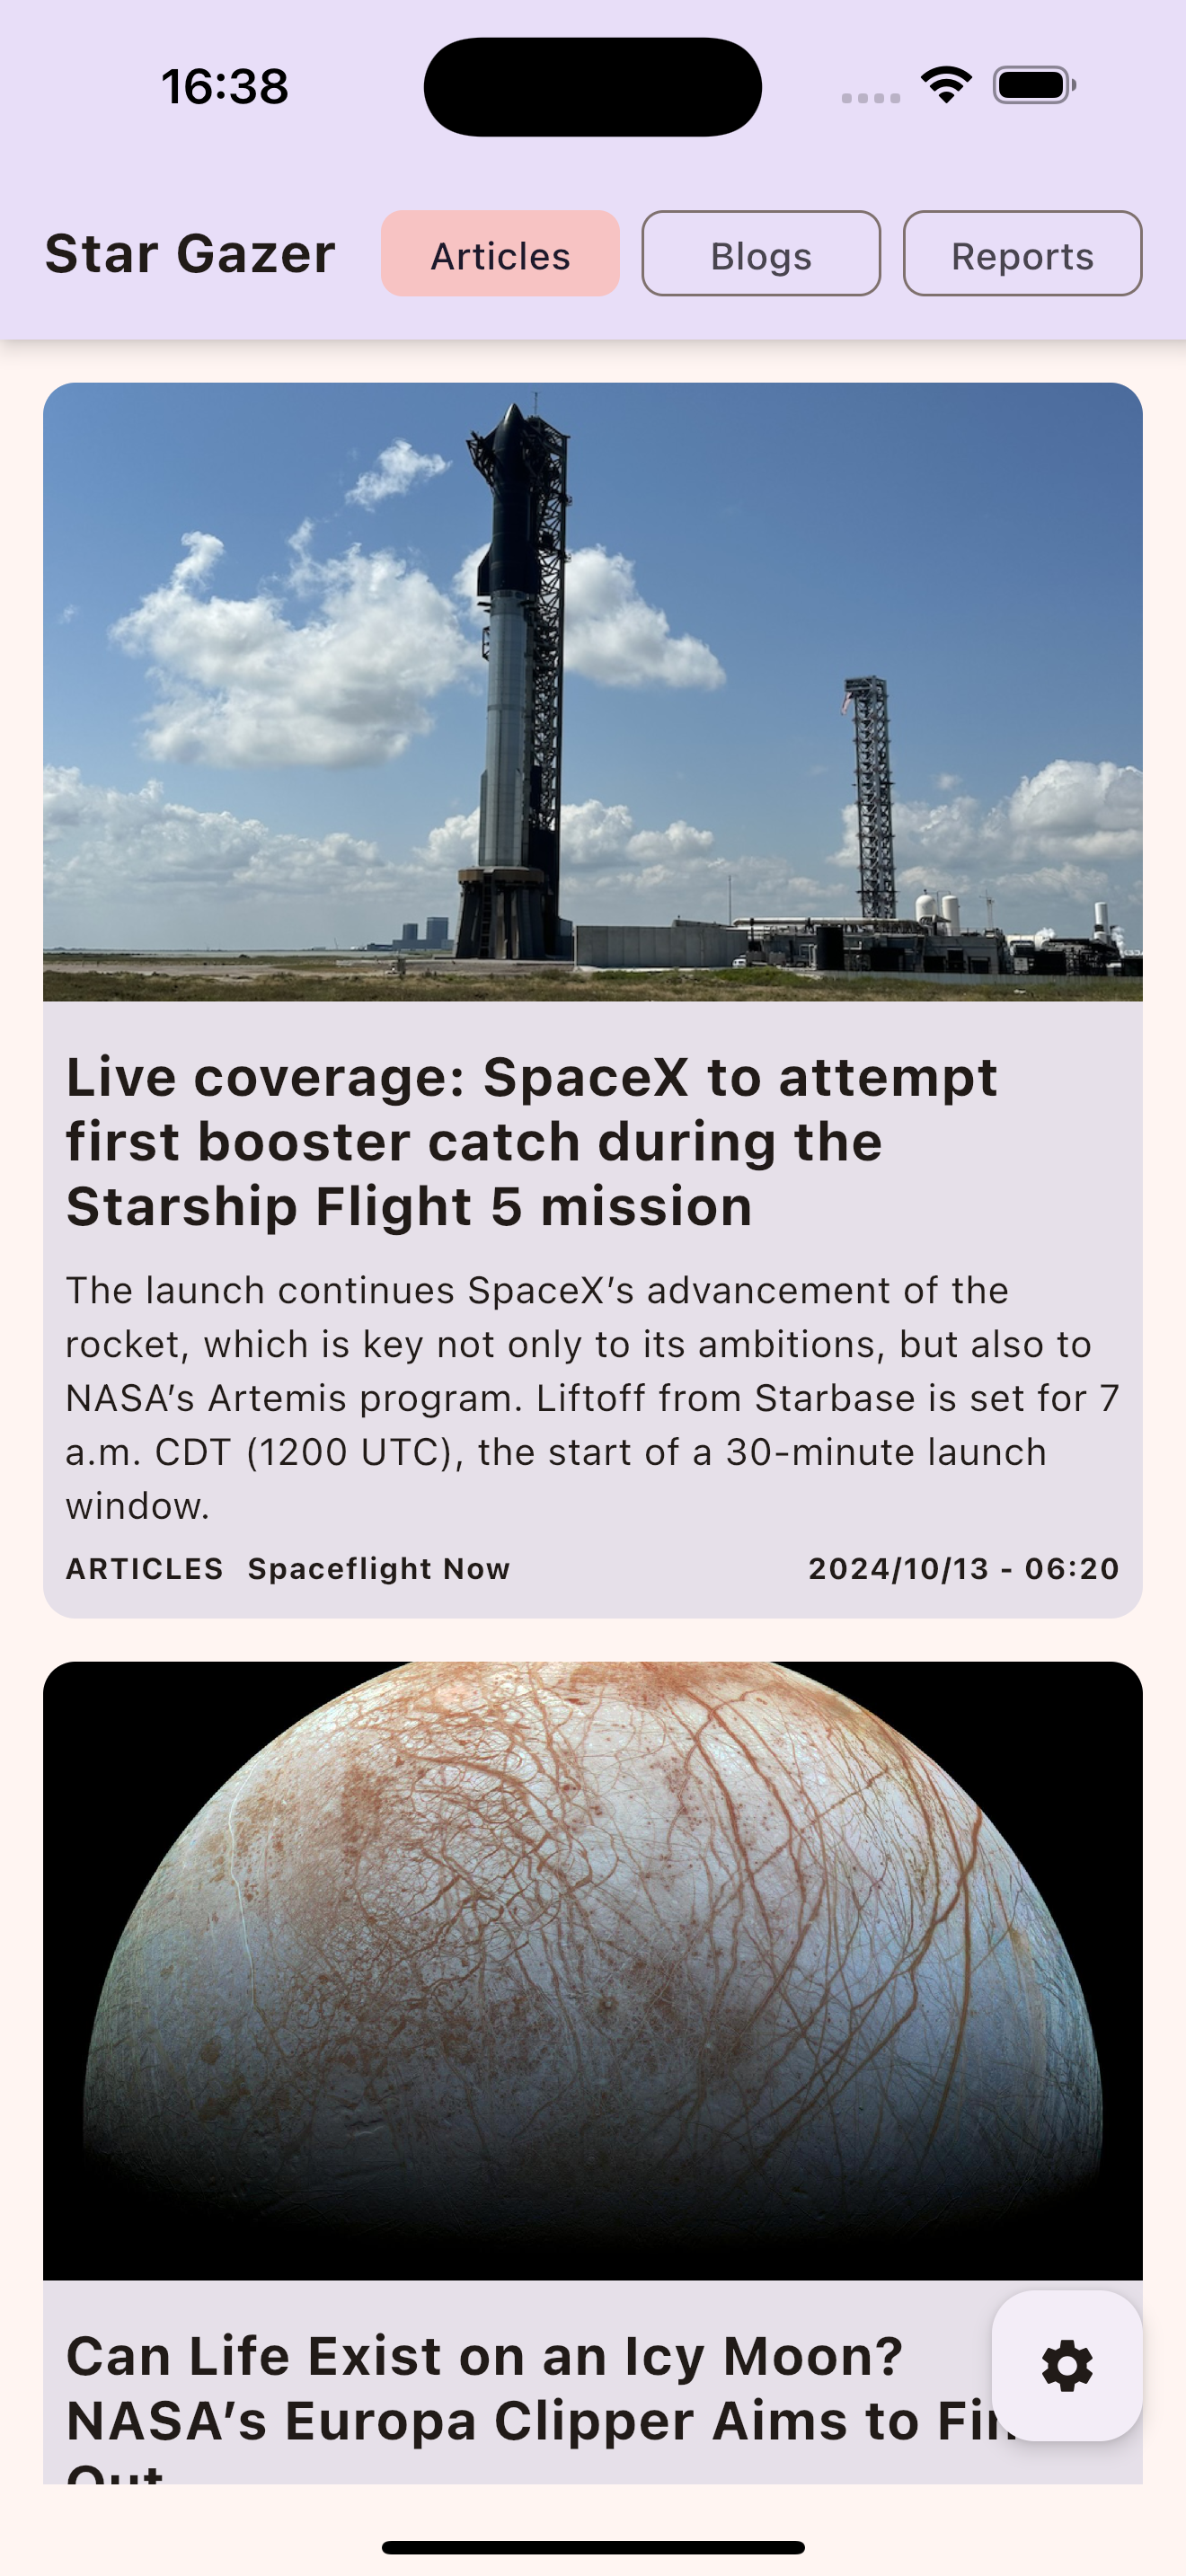 16:38
Star Gazer
Articles
Blogs
Reports
Live coverage: SpaceX to attempt
first booster catch during the
Starship Flight 5 mission
The launch continues SpaceX’s advancement of the
rocket, which is key not only to its ambitions, but also to
NASA’s Artemis program. Liftoff from Starbase is set for 7
a.m. CDT (1200 UTC), the start of a 30-minute launch
window.
ARTICLES Spaceflight Now 2024/10/13 - 06:20
Can Life Exist on an Icy Moon?
NASA’s Europa Clipper Aims to
Out